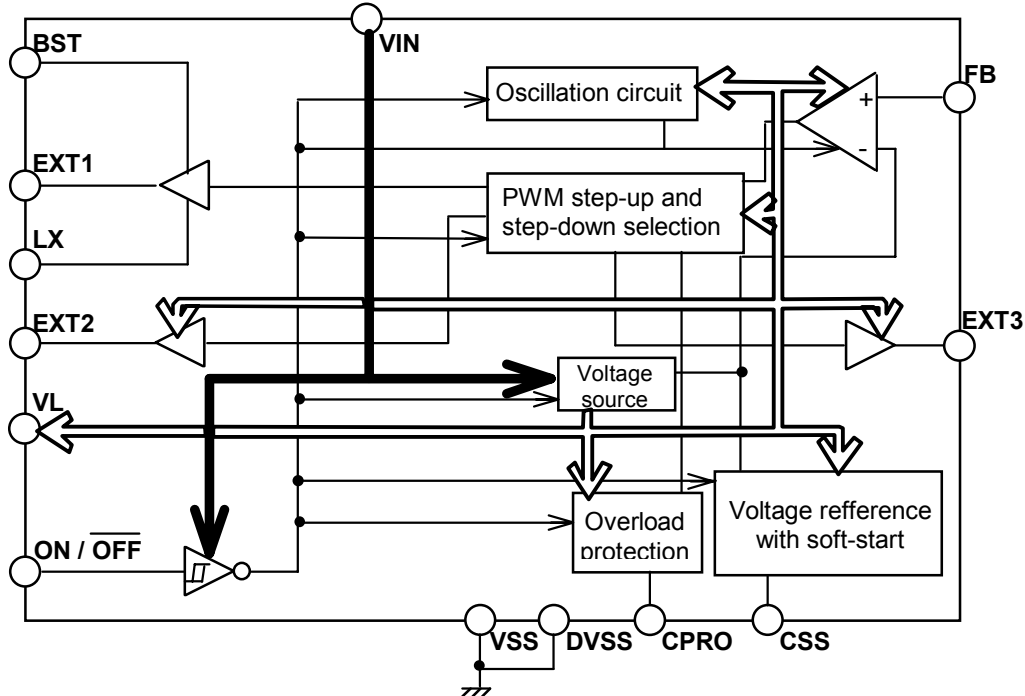 VIN
BST
Oscillation circuit
FB
+
-
EXT1
PWM step-up and
step-down selection
LX
EXT2
EXT3
Voltage
source
VL
Voltage refference
with soft-start
Overload
protection
ON / OFF
VSS
DVSS
CPRO
CSS